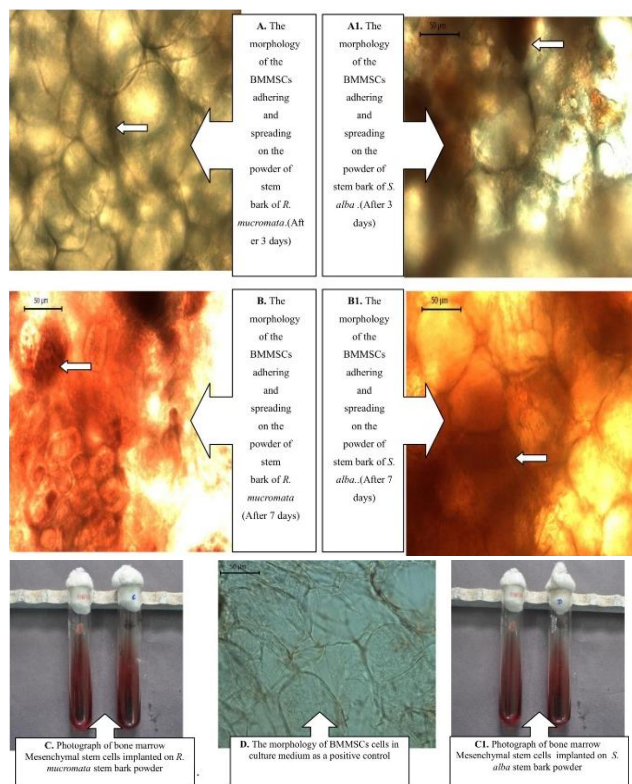 A. The
morphology
of the
BMMSCs
adhering
and
spreading
on the
powder of
stem
bark of R.
mucromata.(Aft
er 3 days)
A1. The
morphology
of the
BMMSCs
adhering
and
spreading
on the
powder of
stem bark of S.
alba .(After 3
days)
50 µm
50 µm
B. The
morphology
of the
BMMSCs
adhering
and
spreading
on the
powder of
stem
bark of R.
mucromata
(After 7 days)
B1. The
morphology
of the
BMMSCs
adhering
and
spreading
on the
powder of
stem bark of S.
alba..(After 7
days)
50 µm
50 µm
C. Photograph of bone marrow
Mesenchymal stem cells implanted on R.
mucromata stem bark powder
.
D. The morphology of BMMSCs cells in
culture medium as a positive control
C1. Photograph of bone marrow
Mesenchymal stem cells implanted on S.
alba stem bark powder